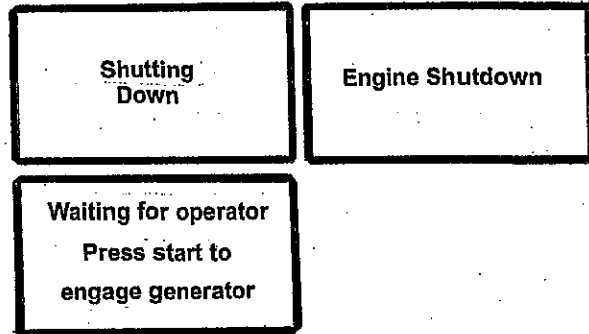 Shutting
Down
Engine Shutdown
Waiting for operator
Press start to
engage generator